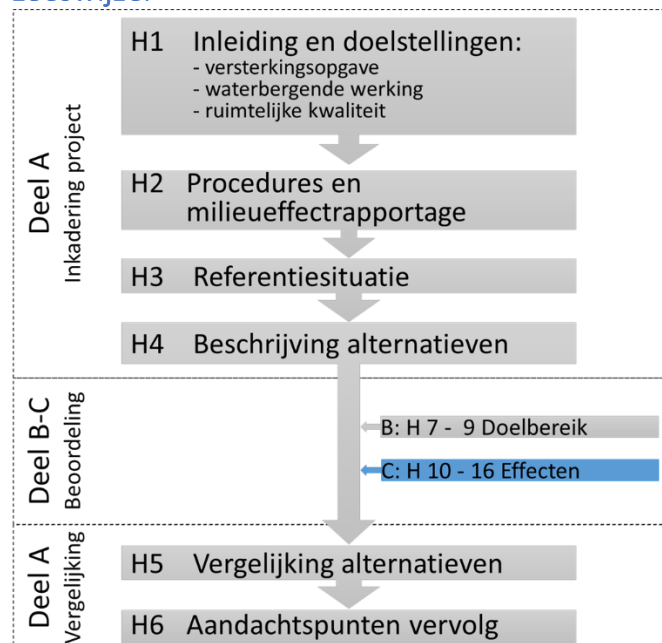 Leeswijzer
Deel A
Inkadering project
H1 Inleiding en doelstellingen:
- versterkingsopgave
- waterbergende werking
- ruimtelijke kwaliteit
H2 Procedures en
milieueffectrapportage
H3 Referentiesituatie
H4 Beschrijving alternatieven
Deel B-C
Beoordeling
B: H 7 - 9 Doelbereik
C: H 10 - 16 Effecten
Deel A
Vergelijking
H5 Vergelijking alternatieven
H6 Aandachtspunten vervolg